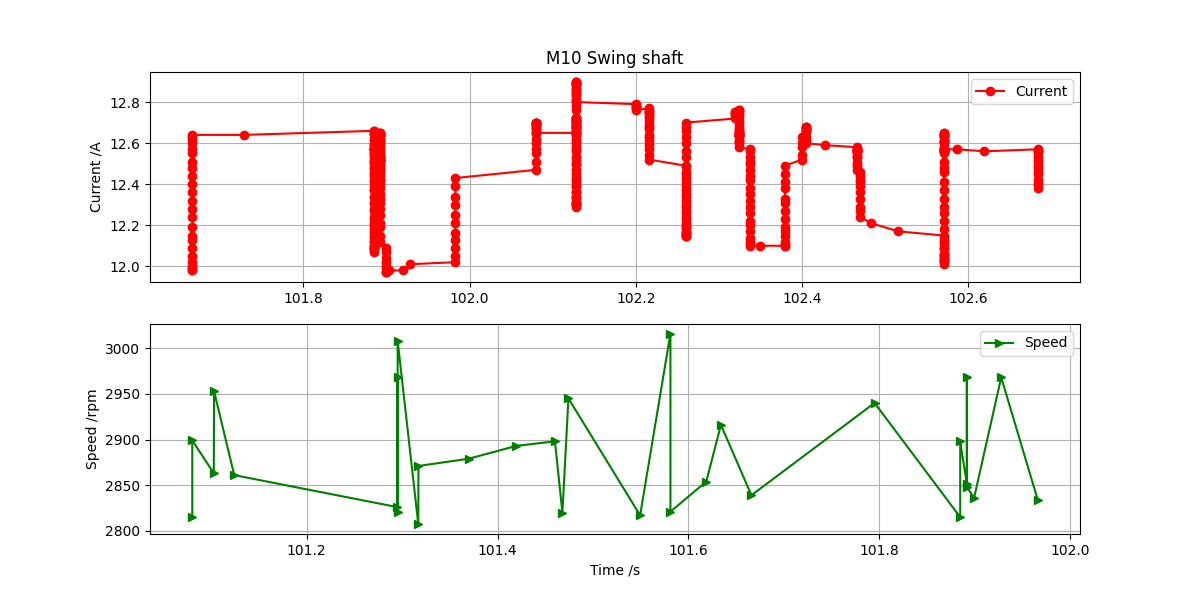 M10 Swing shaft
Current /A
12.8
12.6
12.4
12.2
12.0
Current
101.8 102.0 102.2 102.4 102.6
Speed /rpm
3000
2950
2900
2850
2800
Speed
101.2 101.4 101.6 101.8 102.0
Time /s